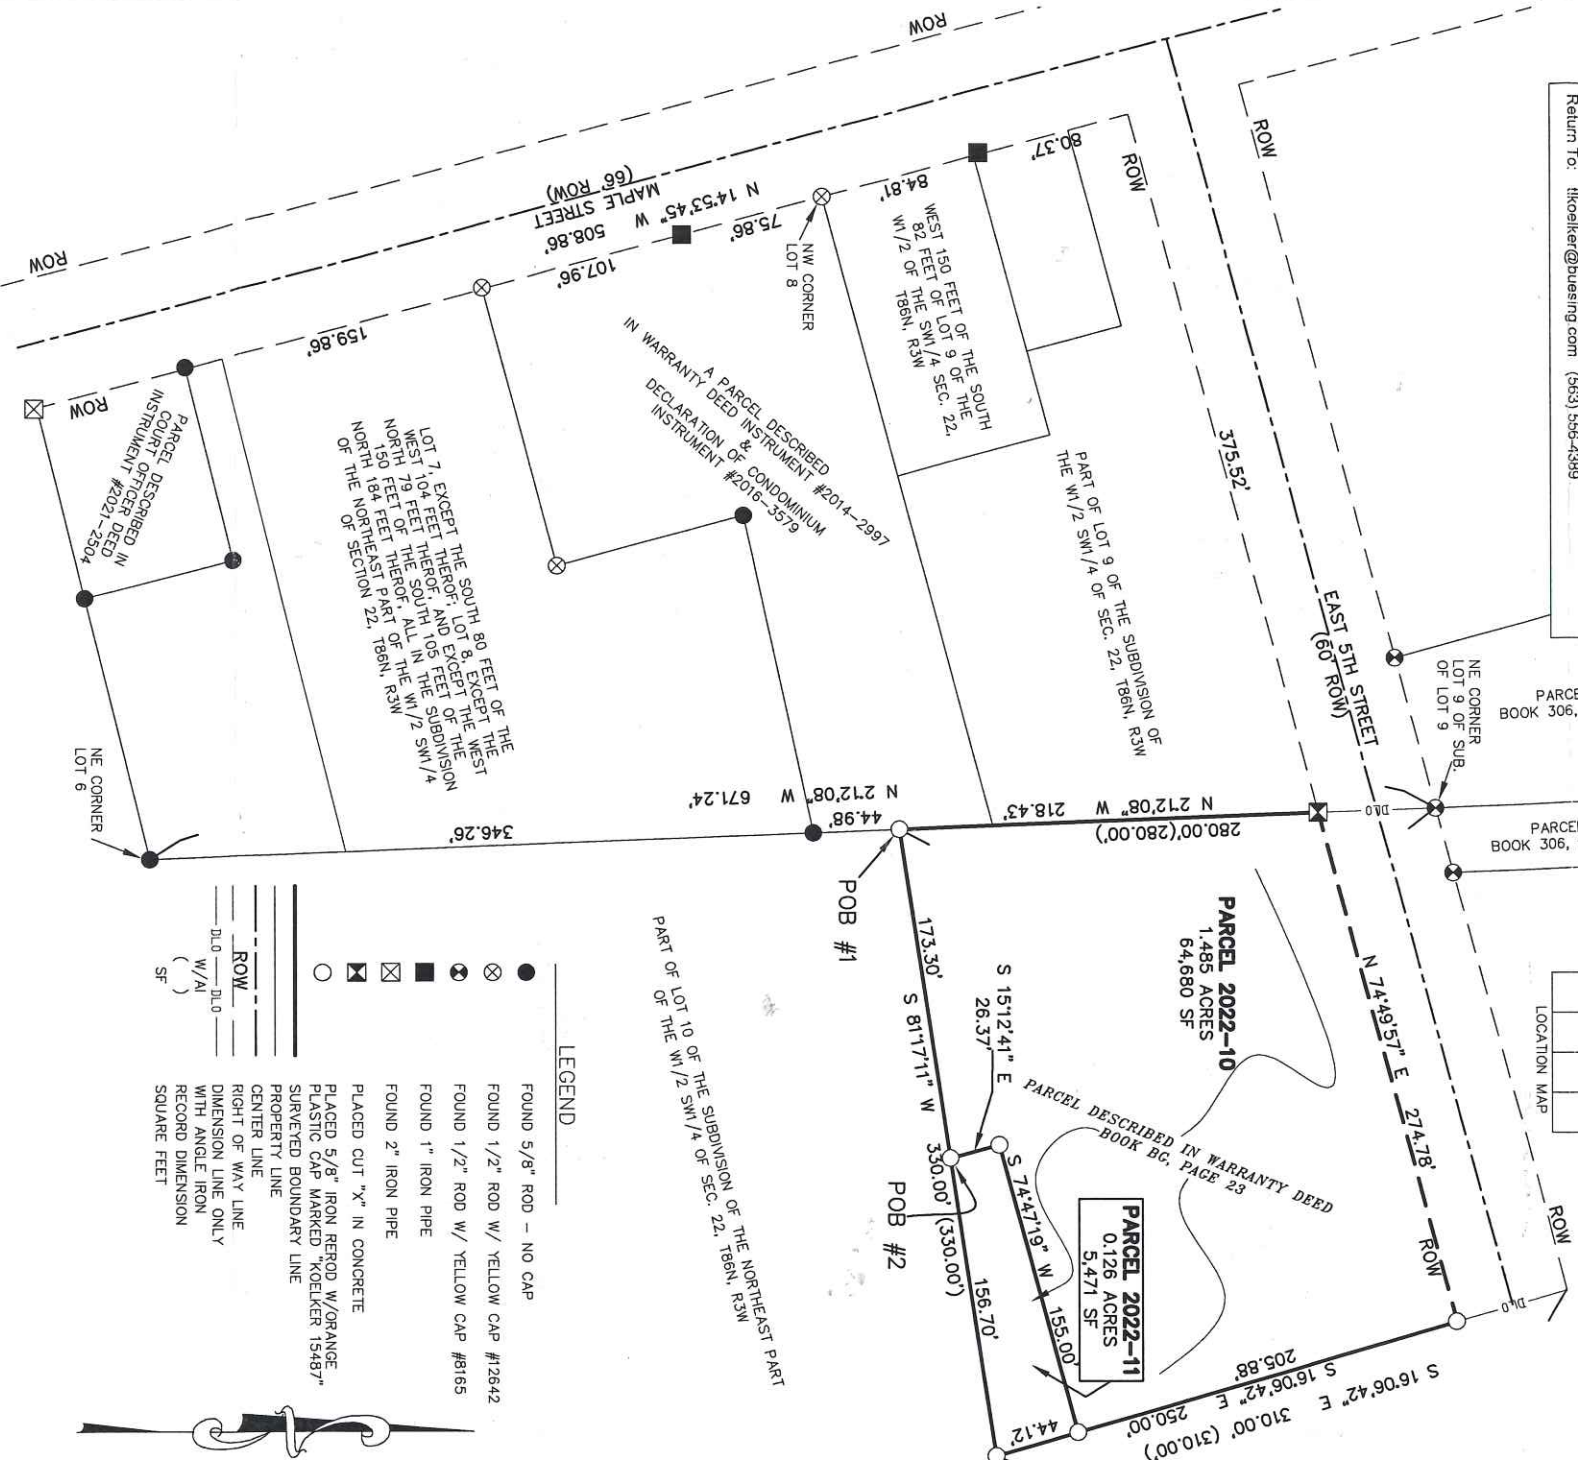 Return To:
(563) 556-4389
ROW
ROW
MAPLE STREET
(66' ROW)
N 14°53'45" W 508.86'
80.37'
84.81'
75.86'
107.96'
159.86'
ROW
ROW
ROW
ROW
NW CORNER
LOT 8
WEST 150 FEET OF THE SOUTH
82 FEET OF LOT 9 OF THE
W1/2 OF THE SW1/4 SEC. 22,
T86N, R3W
PART OF LOT 9 OF THE SUBDIVISION OF
THE W1/2 SW1/4 OF SEC. 22, T86N, R3W
A PARCEL DESCRIBED
IN WARRANTY DEED INSTRUMENT #2014-2997
&
DECLARATION OF CONDOMINIUM
INSTRUMENT #2016-3579
LOT 7, EXCEPT THE SOUTH 80 FEET OF THE
WEST 104 FEET THEROF; LOT 8, EXCEPT THE
NORTH 79 FEET THEROF, AND EXCEPT THE WEST
150 FEET OF THE SOUTH 105 FEET OF THE
NORTH 184 FEET THEROF, ALL IN THE SUBDIVISION
OF THE NORTHEAST PART OF THE W1/2 SW1/4
OF SECTION 22, T86N, R3W
PARCEL DESCRIBED IN
COURT OFFICER DEED
INSTRUMENT #2021-2504
NE CORNER
LOT 6
375.52'
EAST 5TH STREET
(60' ROW)
NE CORNER
LOT 9 OF SUB.
OF LOT 9
BOOK 306,
BOOK 306,
DLO
N 2°12'08" W 218.43'
280.00'(280.00')
N 2°12'08" W 671.24'
44.98'
346.26'
POB #1
173.30'
S 81°17'11" W 330.00' (330.00')
156.70'
S 15°12'41" E
26.37'
POB #2
PARCEL 2022-10
1.485 ACRES
64,680 SF
N 74°49'57" E 274.78'
ROW
ROW
DLO
PARCEL DESCRIBED IN WARRANTY DEED
BOOK BG, PAGE 23
S 74°47'19" W 155.00'
PARCEL 2022-11
0.126 ACRES
5,471 SF
205.88'
S 16°06'42" E 250.00'
S 16°06'42" E 310.00' (310.00')
44.12'
LOCATION MAP
PART OF LOT 10 OF THE SUBDIVISION OF THE NORTHEAST PART
OF THE W1/2 SW1/4 OF SEC. 22, T86N, R3W
LEGEND
FOUND 5/8" ROD - NO CAP
FOUND 1/2" ROD W/ YELLOW CAP #12642
FOUND 1/2" ROD W/ YELLOW CAP #8165
FOUND 1" IRON PIPE
FOUND 2" IRON PIPE
PLACED CUT "X" IN CONCRETE
PLACED 5/8" IRON REROD W/ORANGE
PLASTIC CAP MARKED "KOELKER 15487"
SURVEYED BOUNDARY LINE
PROPERTY LINE
CENTER LINE
ROW RIGHT OF WAY LINE
DLO DLO DIMENSION LINE ONLY
W/AI WITH ANGLE IRON
( ) RECORD DIMENSION
SF SQUARE FEET